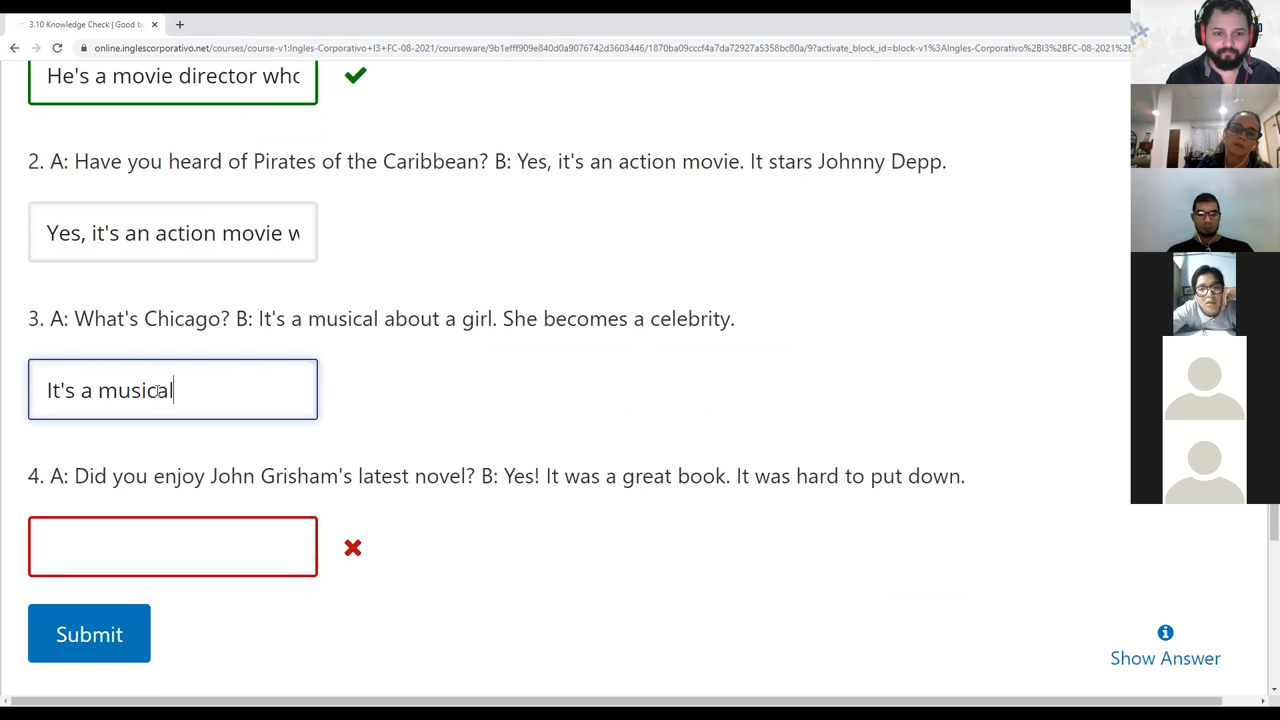 3.10 Knowledge Check | Good b
online.inglescorporativo.net/courses/course-v1:Ingles-Corporativo+I3+FC-08-2021/courseware/9b1efff909e840d0a9076742d3603446/1870ba09cccf4a7da72927a5358bc80a/9?activate_block_id=block-v1%3AIngles-Corporativo%2BI3%2BFC-08-2021%2B
He's a movie director who
2. A: Have you heard of Pirates of the Caribbean? B: Yes, it's an action movie. It stars Johnny Depp.
Yes, it's an action movie w
3. A: What's Chicago? B: It's a musical about a girl. She becomes a celebrity.
It's a musical
4. A: Did you enjoy John Grisham's latest novel? B: Yes! It was a great book. It was hard to put down.
Submit
Show Answer